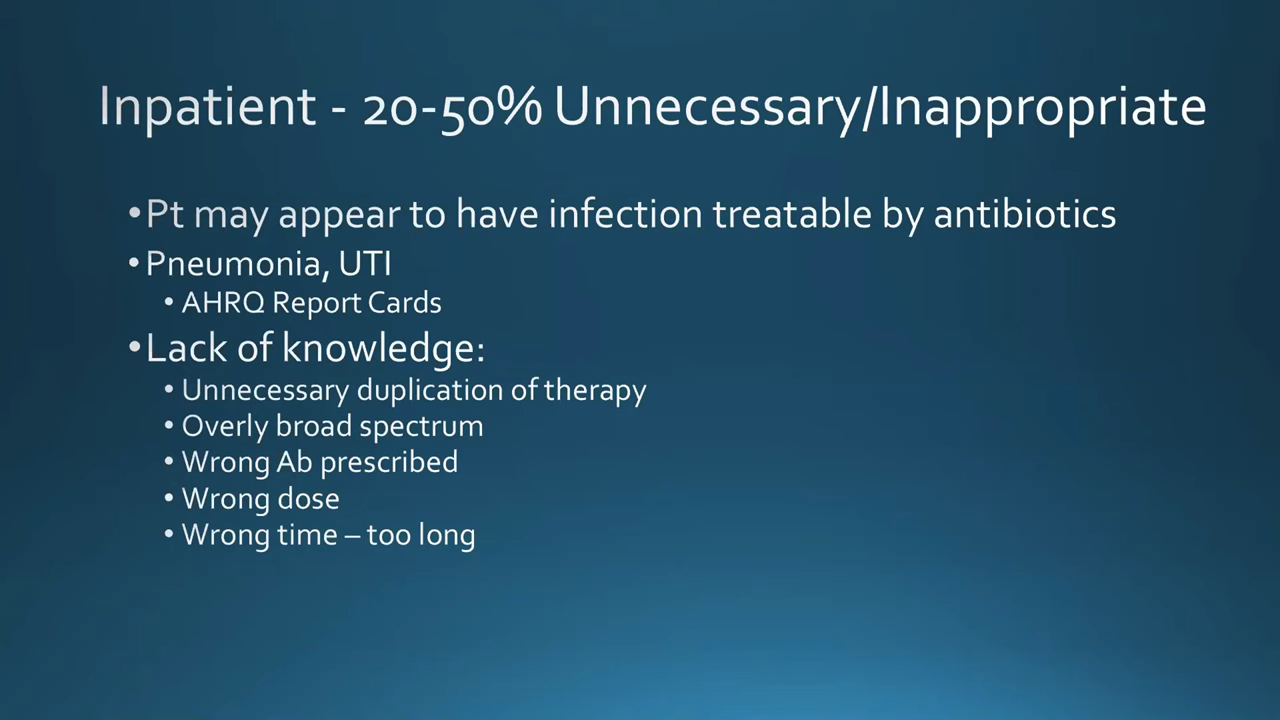 Inpatient - 20-50% Unnecessary/Inappropriate
•Pt may appear to have infection treatable by antibiotics
•Pneumonia, UTI
•AHRQ Report Cards
•Lack of knowledge:
•Unnecessary duplication of therapy
•Overly broad spectrum
•Wrong Ab prescribed
•Wrong dose
•Wrong time – too long